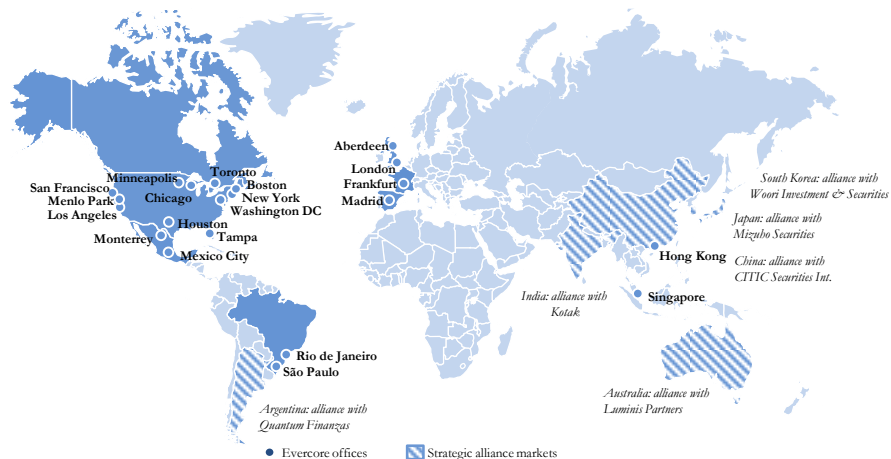 Minneapolis
Toronto
San Francisco
Boston
Menlo Park
Chicago
New York
Los Angeles
Washington DC
Houston
Monterrey
Tampa
Mexico City
Aberdeen
London
Frankfurt
Madrid
South Korea: alliance with
Woori Investment & Securities
Japan: alliance with
Mizuho Securities
Hong Kong
China: alliance with
CITIC Securities Int.
India: alliance with
Kotak
Singapore
Rio de Janeiro
São Paulo
Argentina: alliance with
Quantum Finanzas
Australia: alliance with
Luminis Partners
Evercore offices
Strategic alliance markets